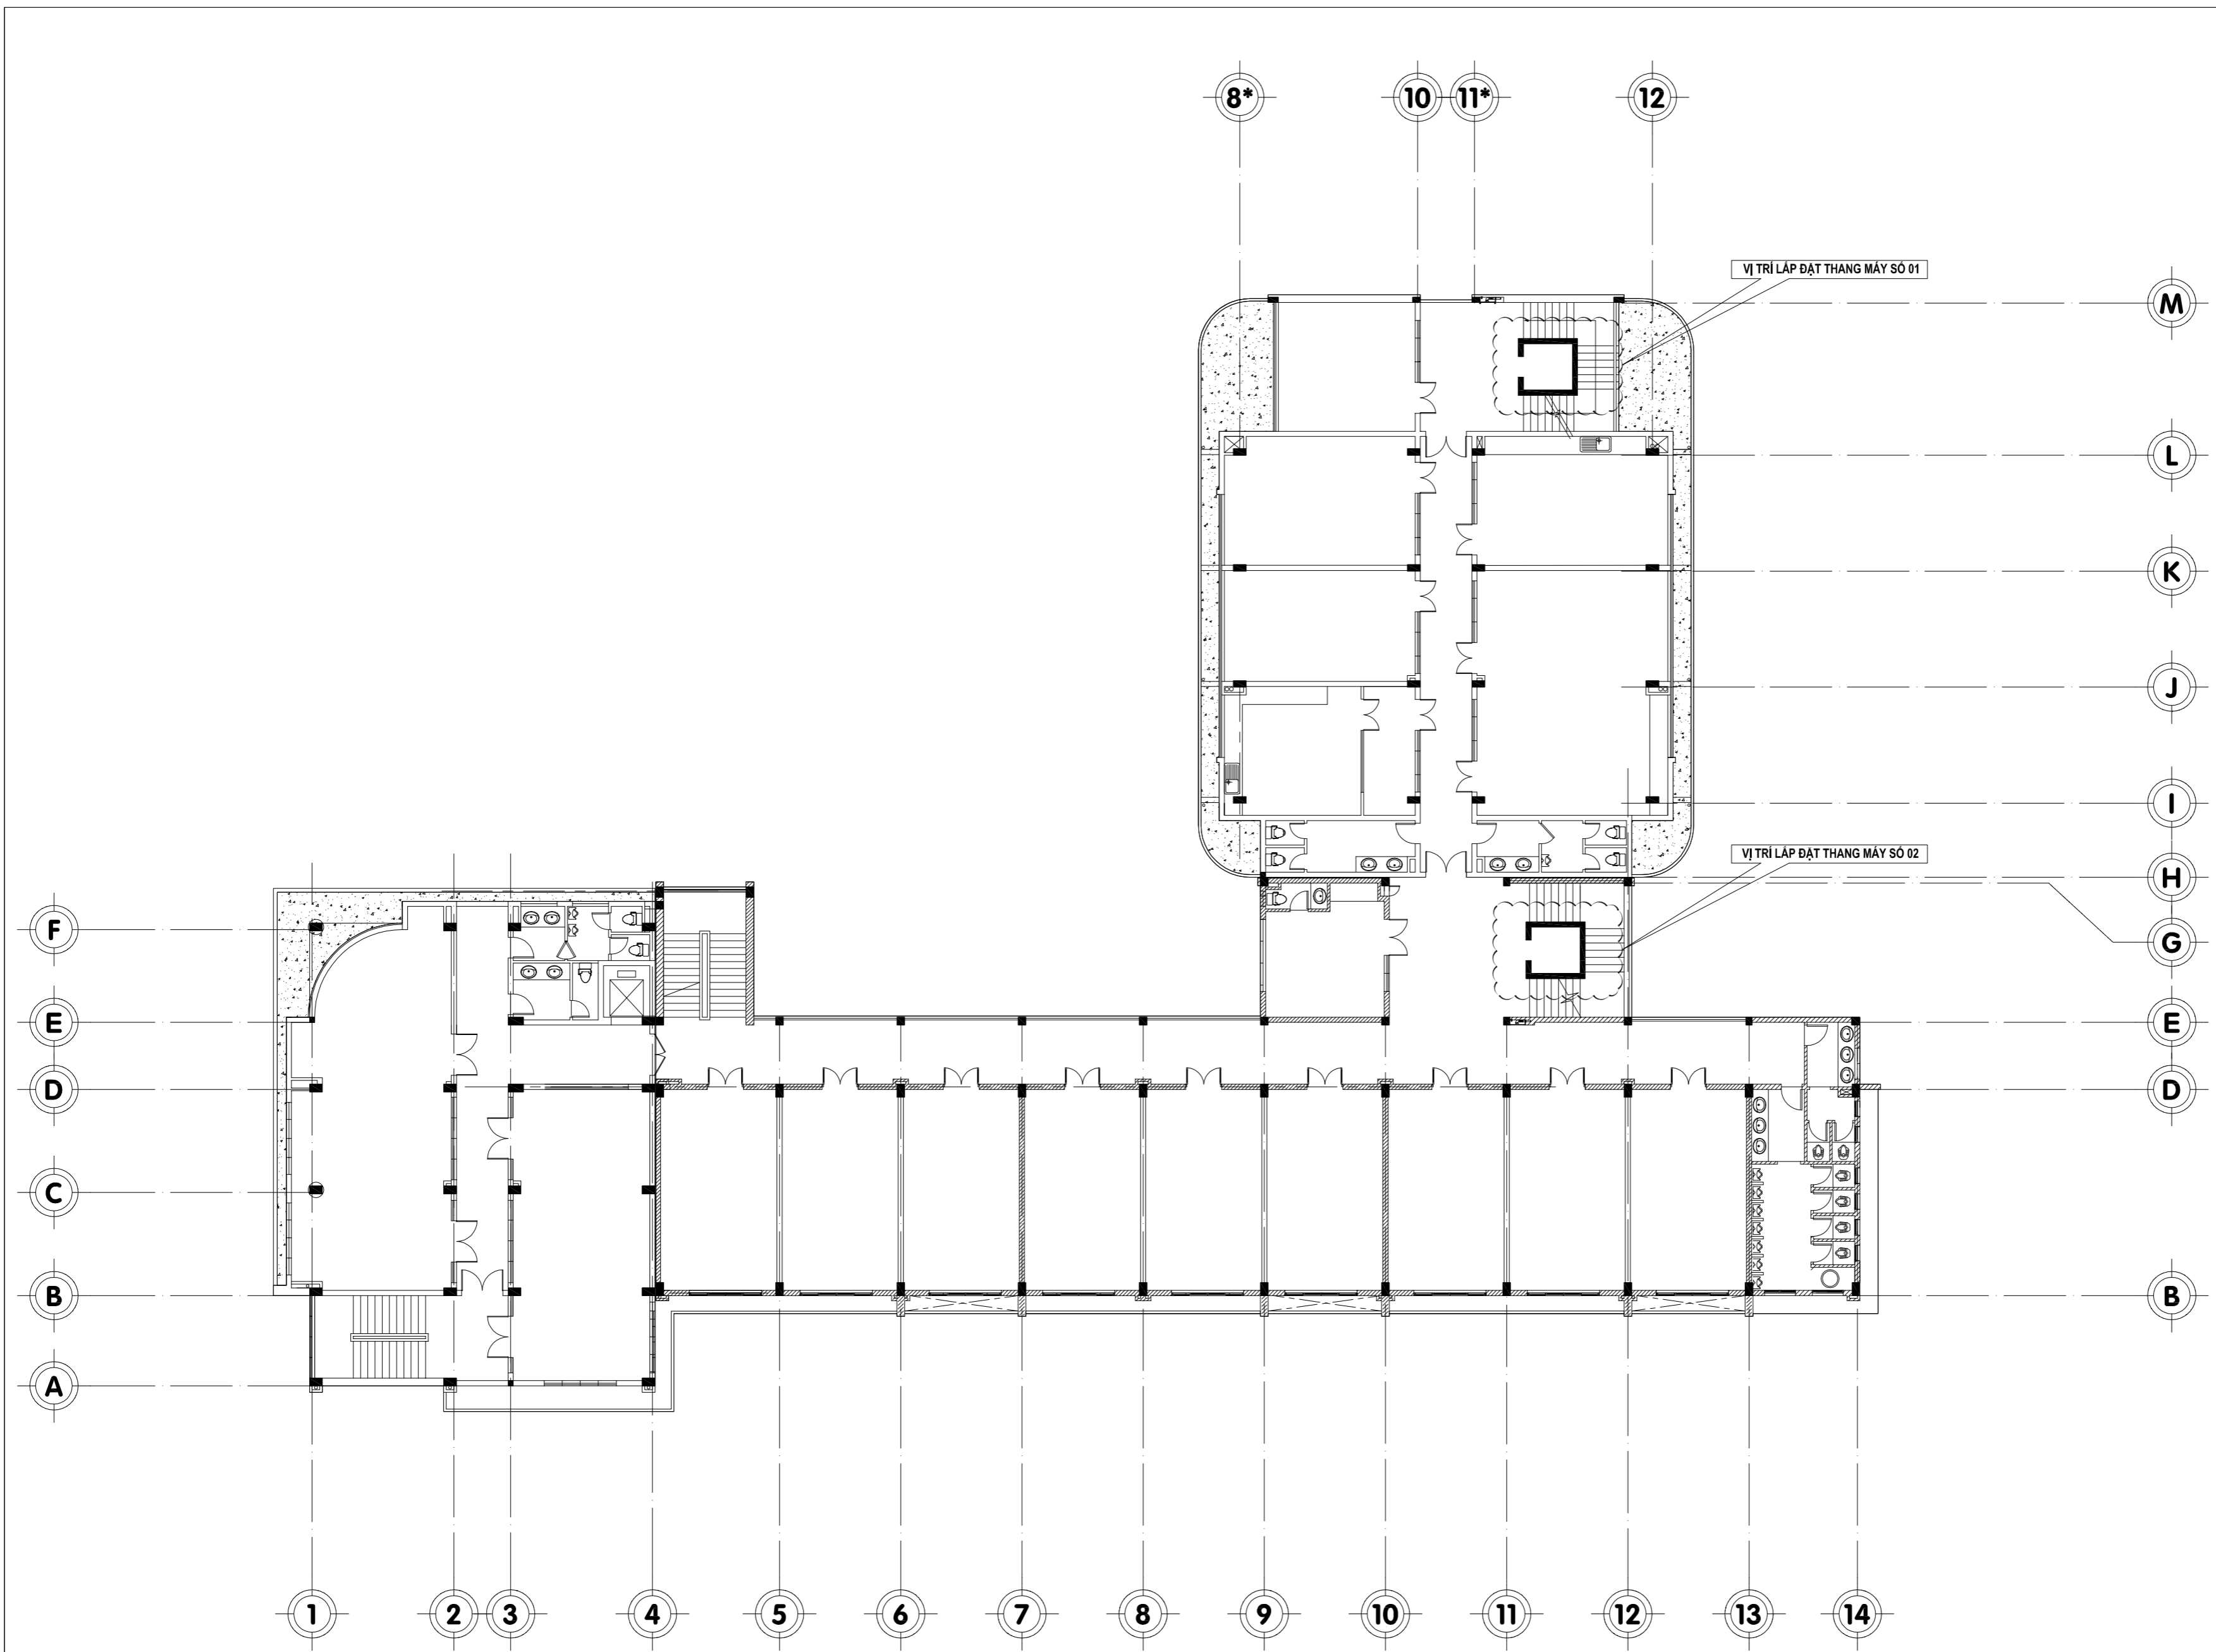 8*
10
11*
12
VỊ TRÍ LẮP ĐẶT THANG MÁY SỐ 01
M
L
K
J
I
VỊ TRÍ LẮP ĐẶT THANG MÁY SỐ 02
H
F
G
E
E
D
D
C
B
B
A
1
2
3
4
5
6
7
8
9
10
11
12
13
14